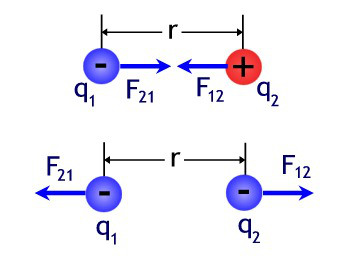 r
- +
q1 F21 F12 q2
r
F21 F12
- -
q1 q2